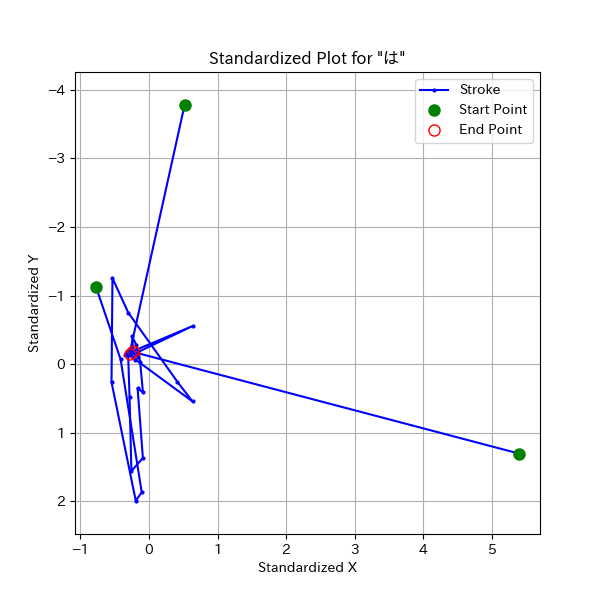 Standardized Plot for "は"
Stroke
Start Point
End Point
−4
−3
−2
−1
0
1
2
Standardized Y
−1 0 1 2 3 4 5
Standardized X